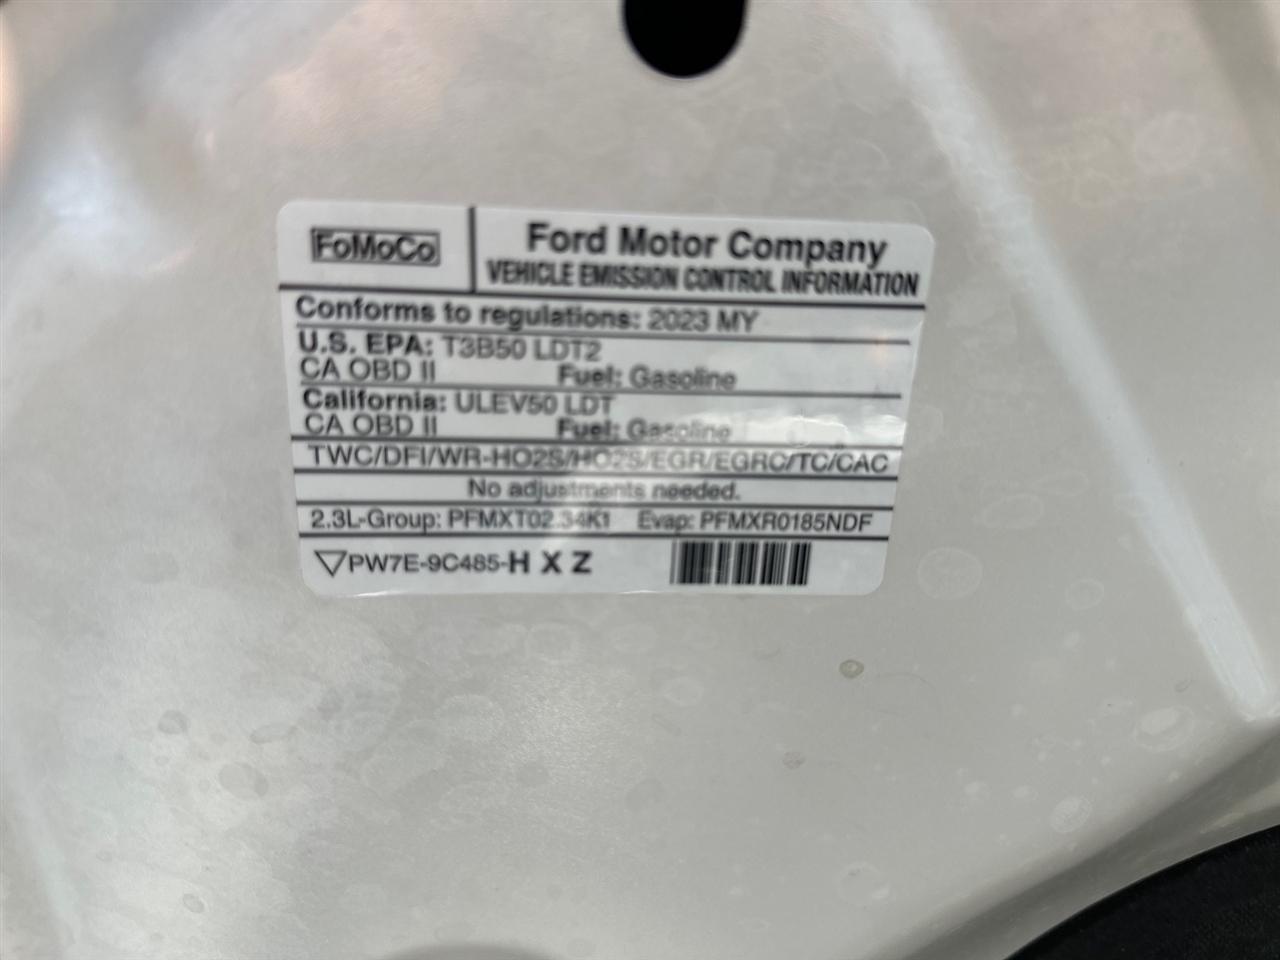 FoMoCo
Ford Motor Company
VEHICLE EMISSION CONTROL INFORMATION
Conforms to regulations: 2023 MY
U.S. EPA: T3B50 LDT2
CA OBD II Fuel: Gasoline
California: ULEV50 LDT
CA OBD II Fuel: Gasoline
TWC/DFI/WR-HO2S/HO2S/EGR/EGRC/TC/CAC
No adjustments needed.
2.3L-Group: PFMXT02.34K1 Evap: PFMXR0185NDF
PW7E-9C485-H X Z